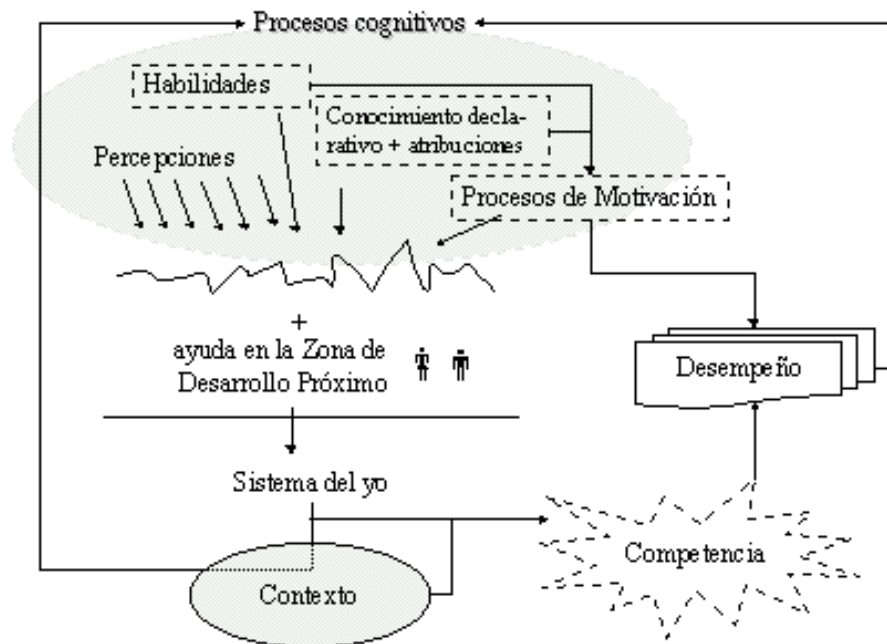 Procesos cognitivos
Habilidades
Conocimiento decla-
rativo + atribuciones
Percepciones
Procesos de Motivación
+
ayuda en la Zona de
Desarrollo Próximo
Desempeño
Sistema del yo
Competencia
Contexto